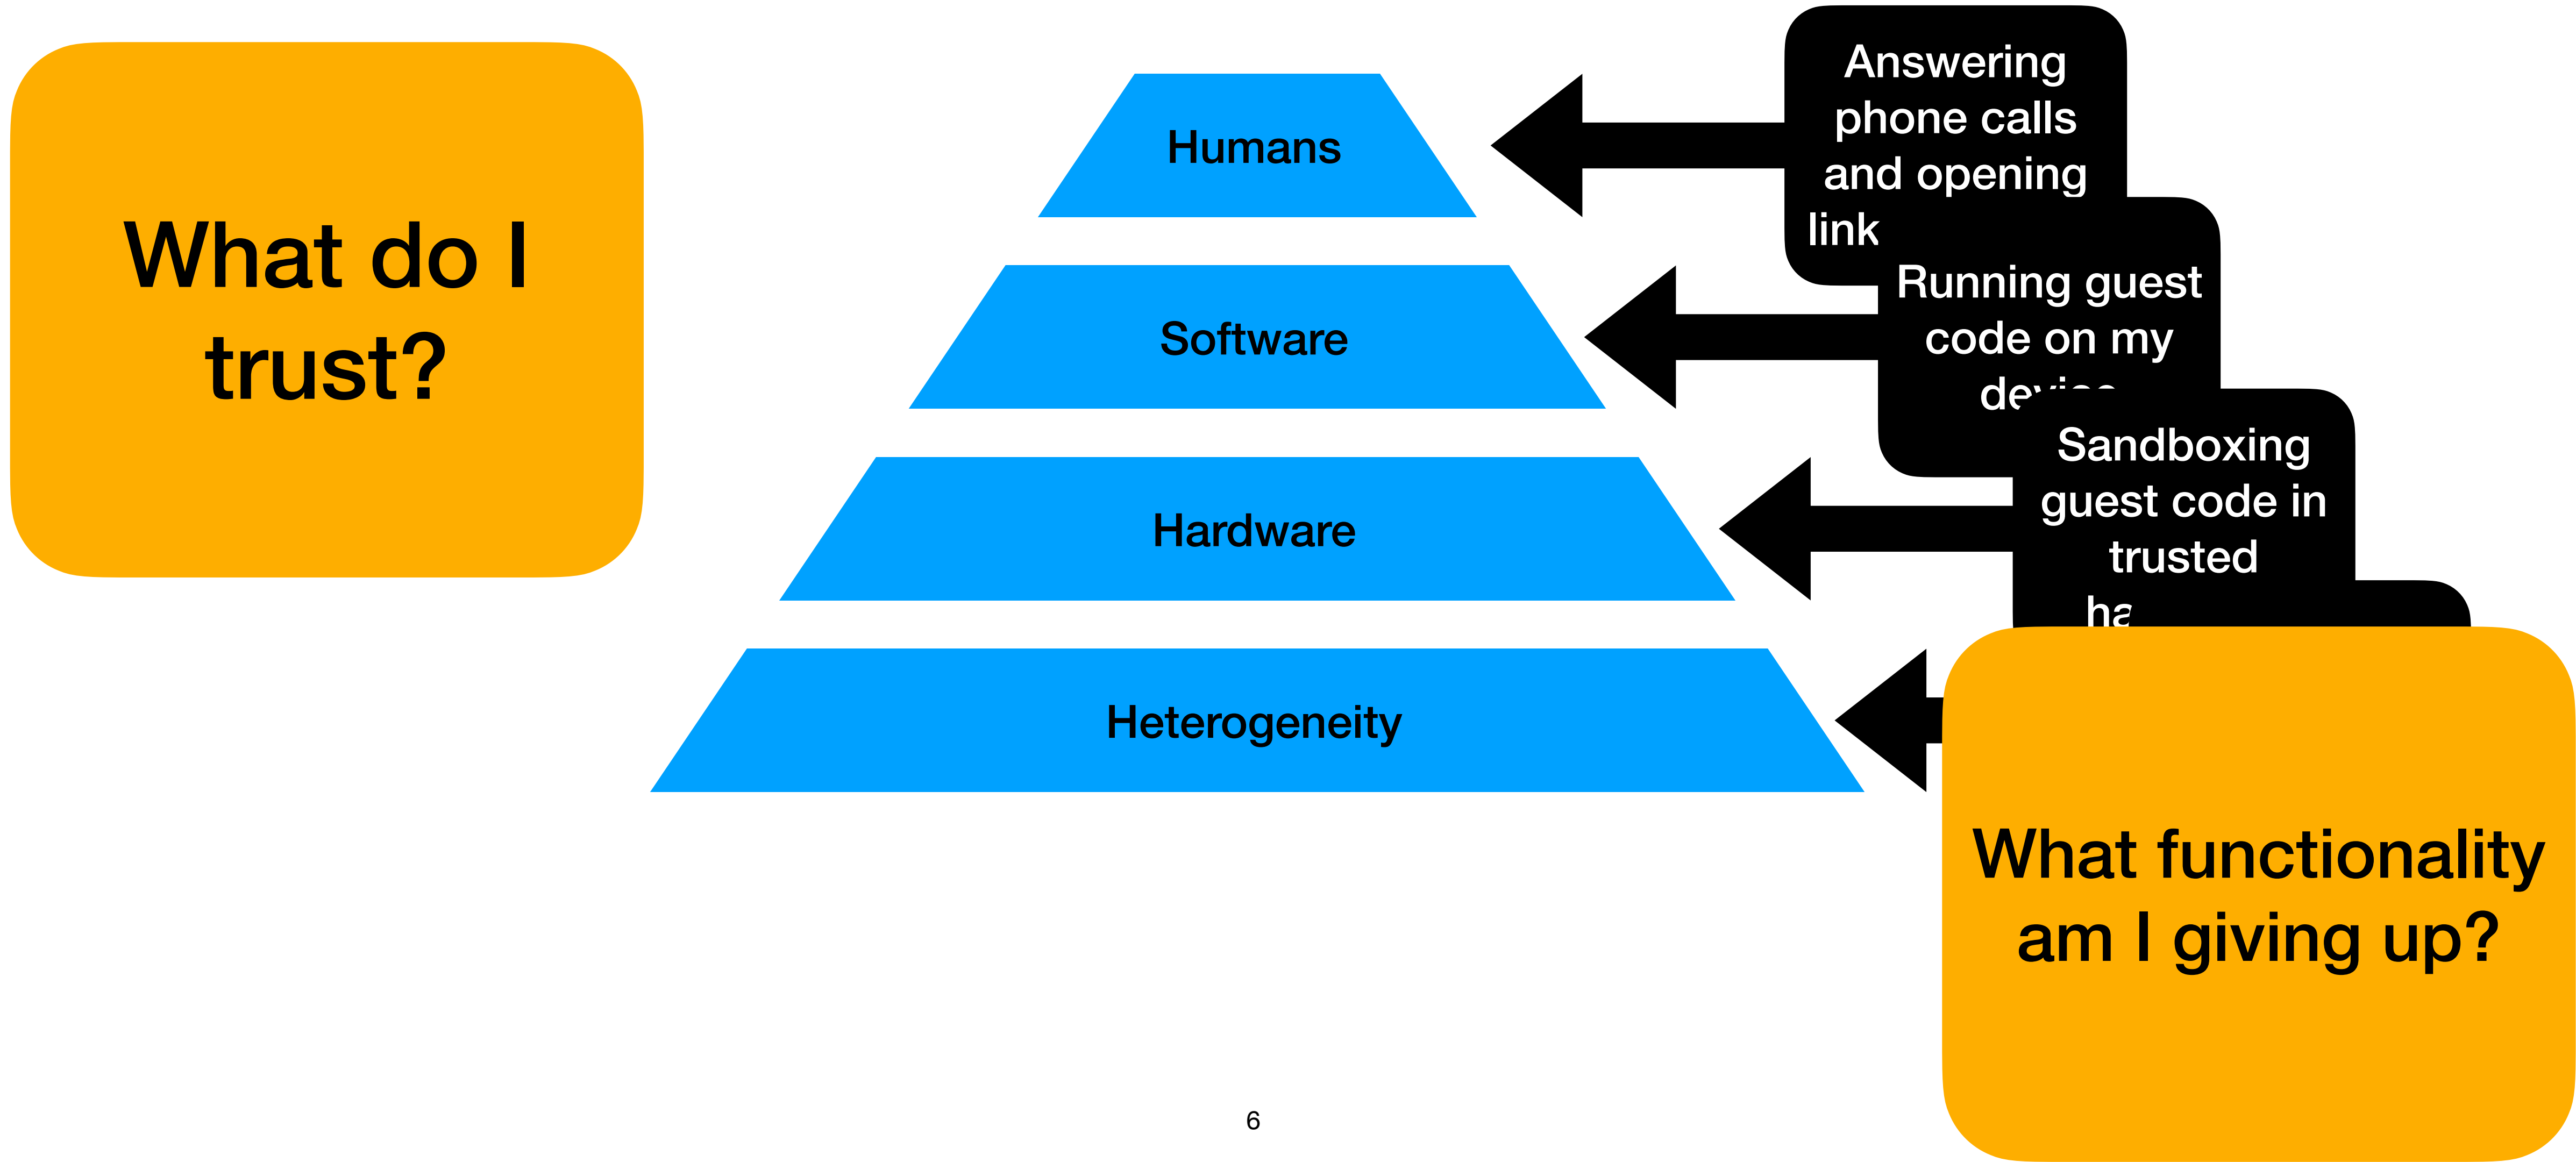 What do I
trust?
Humans
Software
Hardware
Heterogeneity
Answering
phone calls
and opening
link
Running guest
code on my
Sandboxing
guest code in
trusted
What functionality
am I giving up?
6